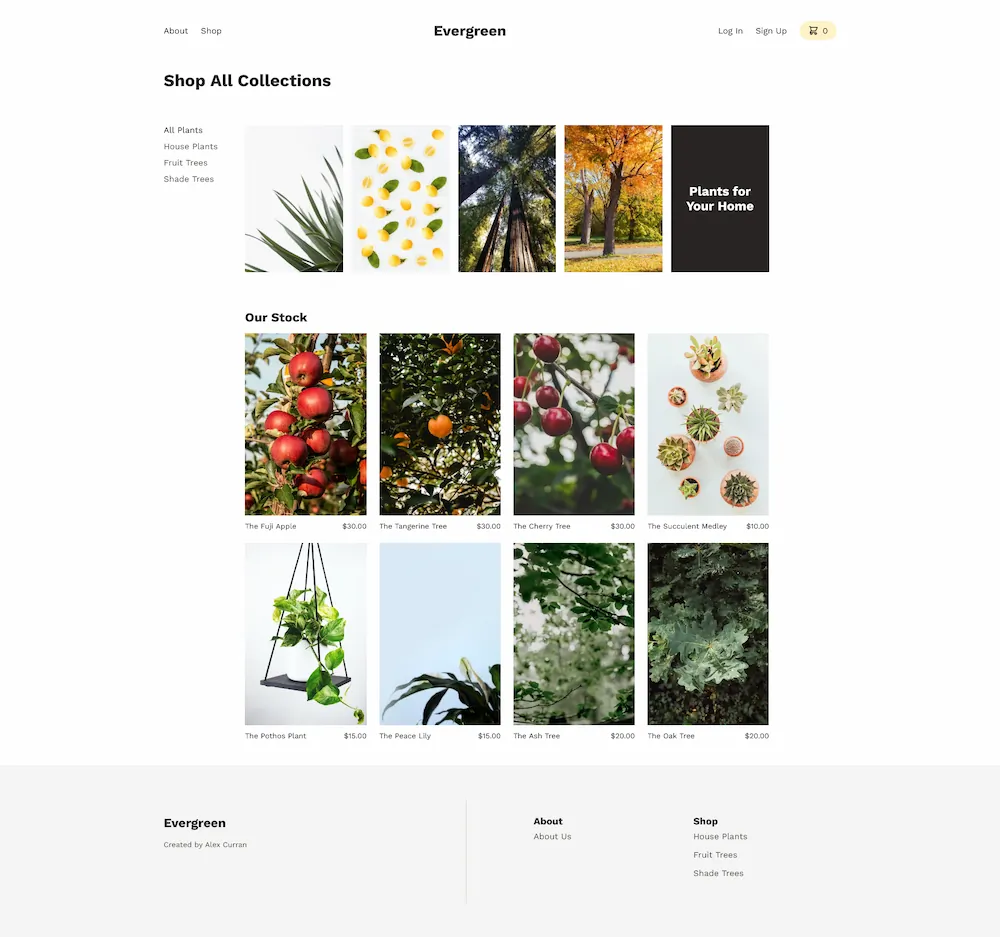 About Shop Evergreen Log In Sign Up 0
Shop All Collections
All Plants
House Plants
Fruit Trees
Shade Trees
Plants for
Your Home
Our Stock
The Fuji Apple $30.00
The Tangerine Tree $30.00
The Cherry Tree $30.00
The Succulent Medley $10.00
The Pothos Plant $15.00
The Peace Lily $15.00
The Ash Tree $20.00
The Oak Tree $20.00
Evergreen
Created by Alex Curran
About
About Us
Shop
House Plants
Fruit Trees
Shade Trees